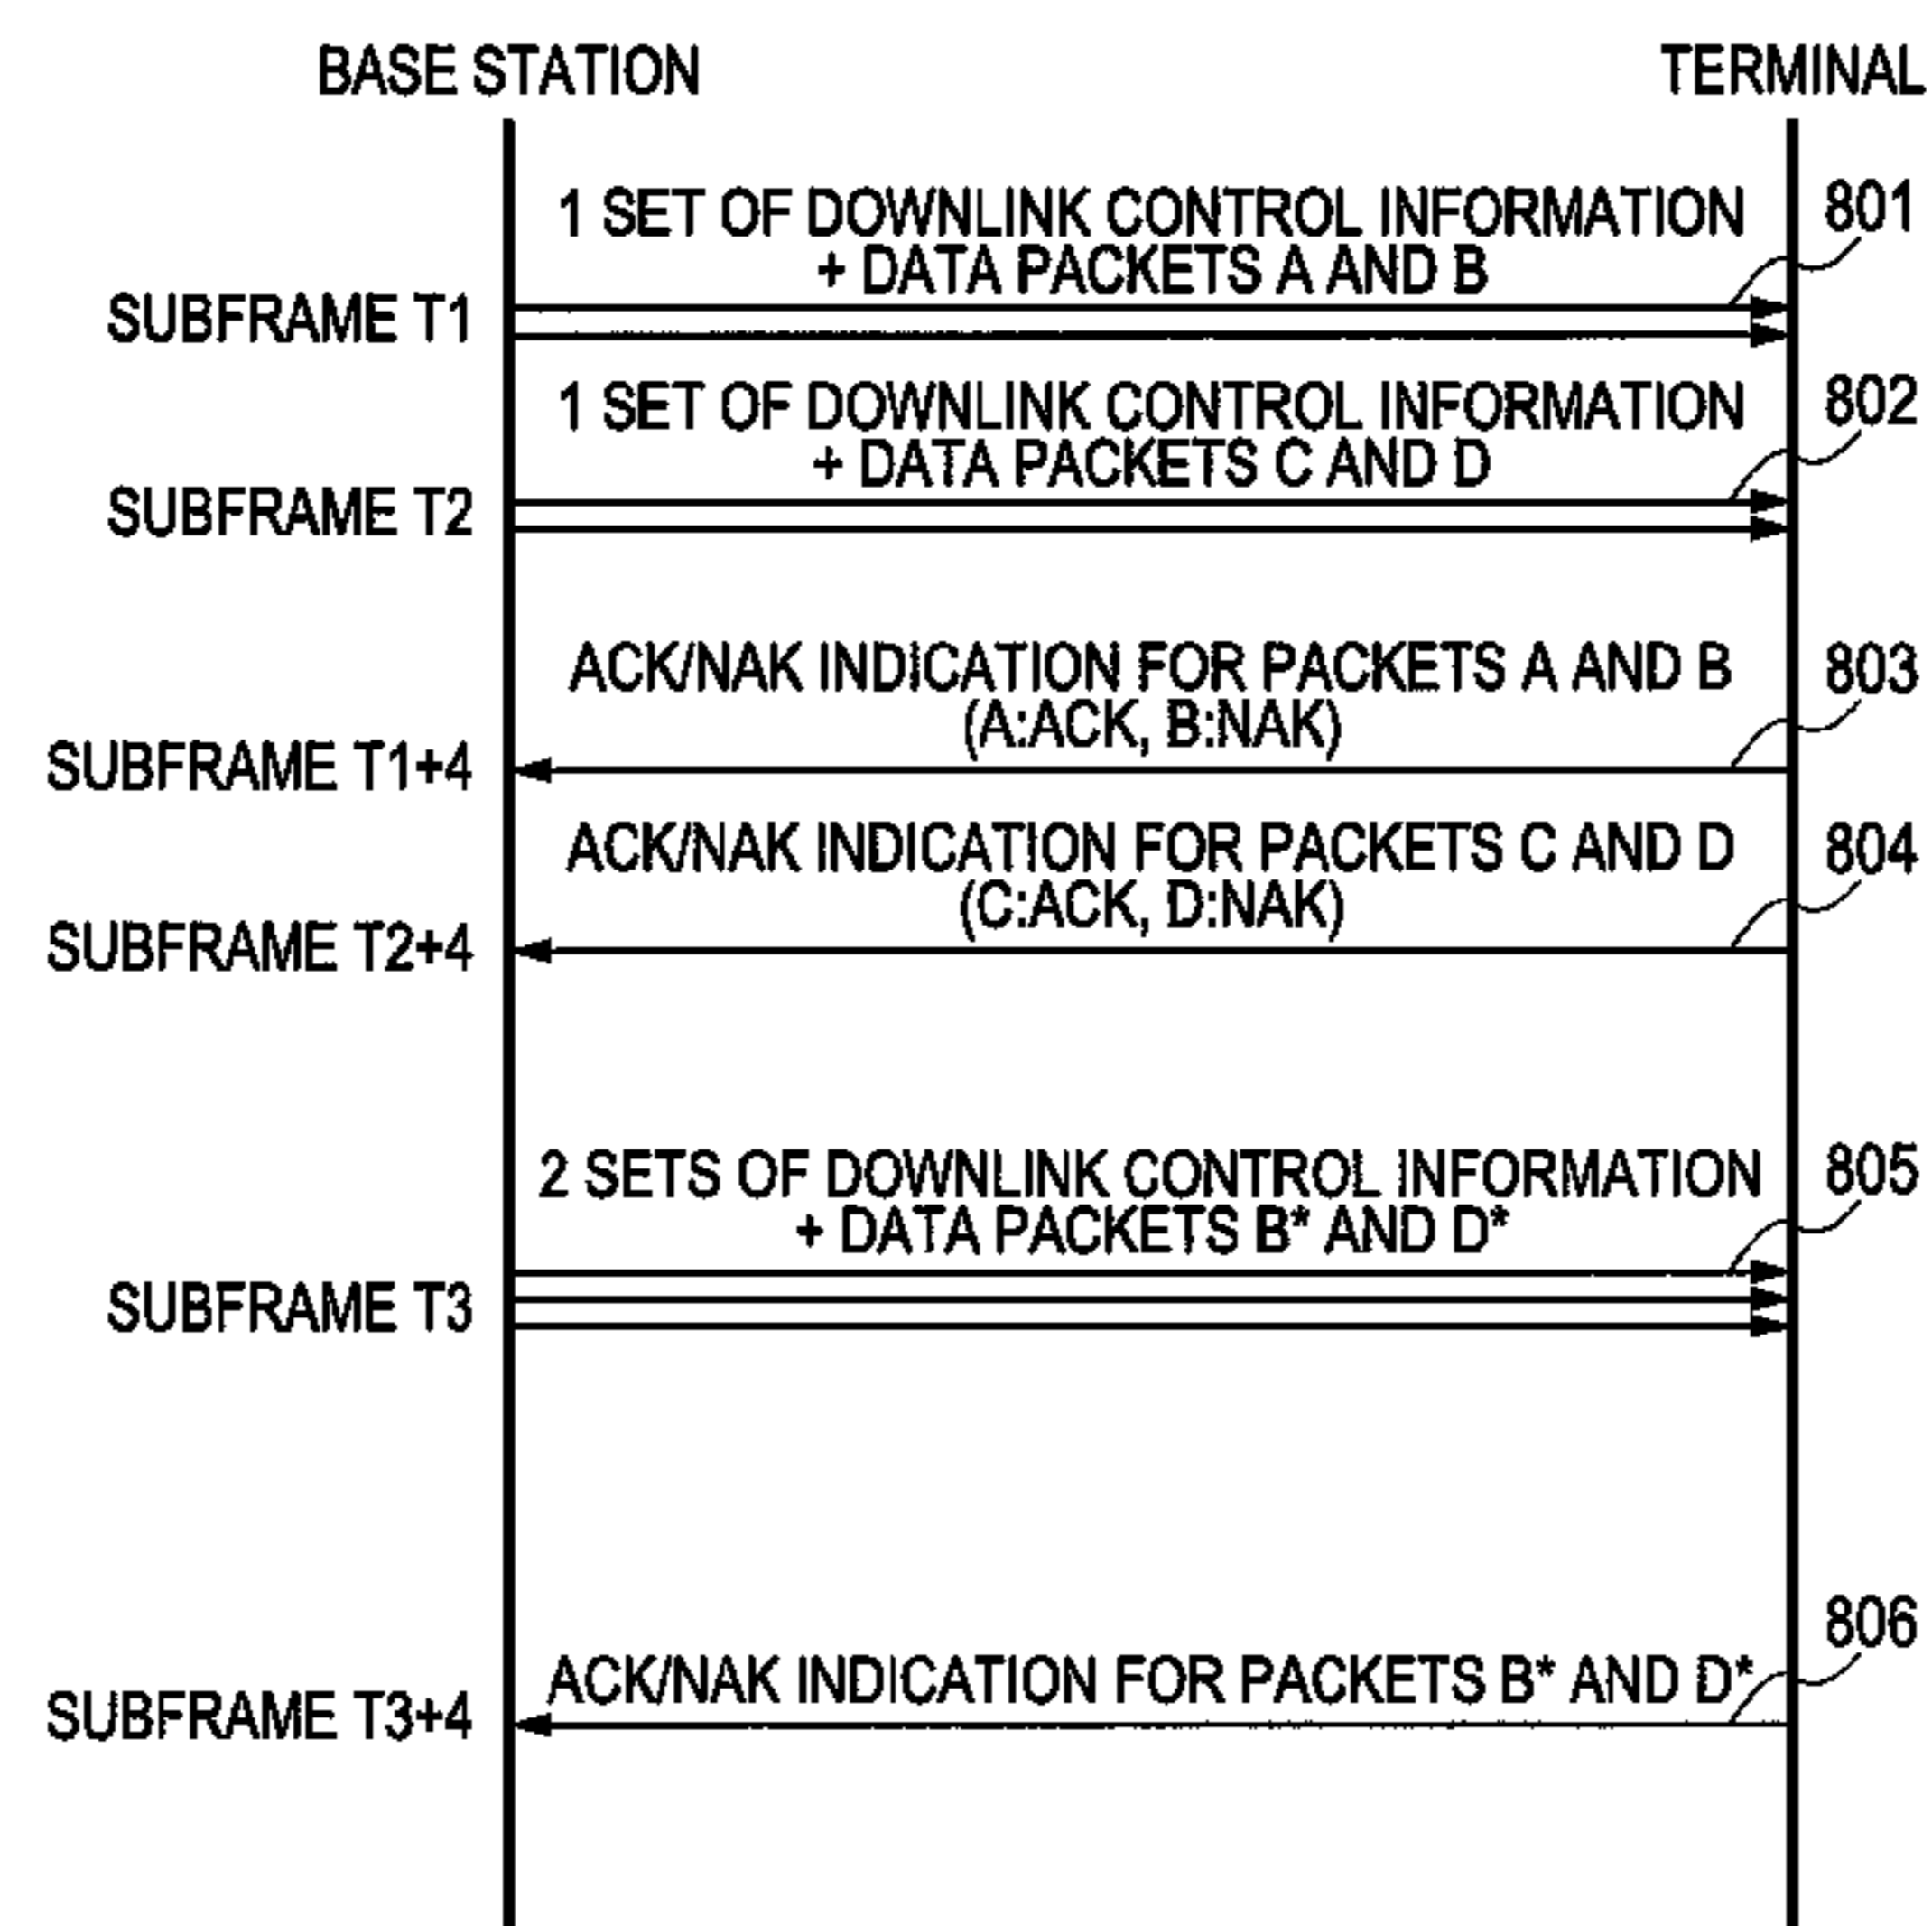 BASE STATION
TERMINAL
1 SET OF DOWNLINK CONTROL INFORMATION
+ DATA PACKETS A AND B
801
SUBFRAME T1
1 SET OF DOWNLINK CONTROL INFORMATION
+ DATA PACKETS C AND D
802
SUBFRAME T2
ACK/NAK INDICATION FOR PACKETS A AND B
(A:ACK, B:NAK)
803
SUBFRAME T1+4
ACK/NAK INDICATION FOR PACKETS C AND D
(C:ACK, D:NAK)
804
SUBFRAME T2+4
2 SETS OF DOWNLINK CONTROL INFORMATION
+ DATA PACKETS B* AND D*
805
SUBFRAME T3
806
ACK/NAK INDICATION FOR PACKETS B* AND D*
SUBFRAME T3+4